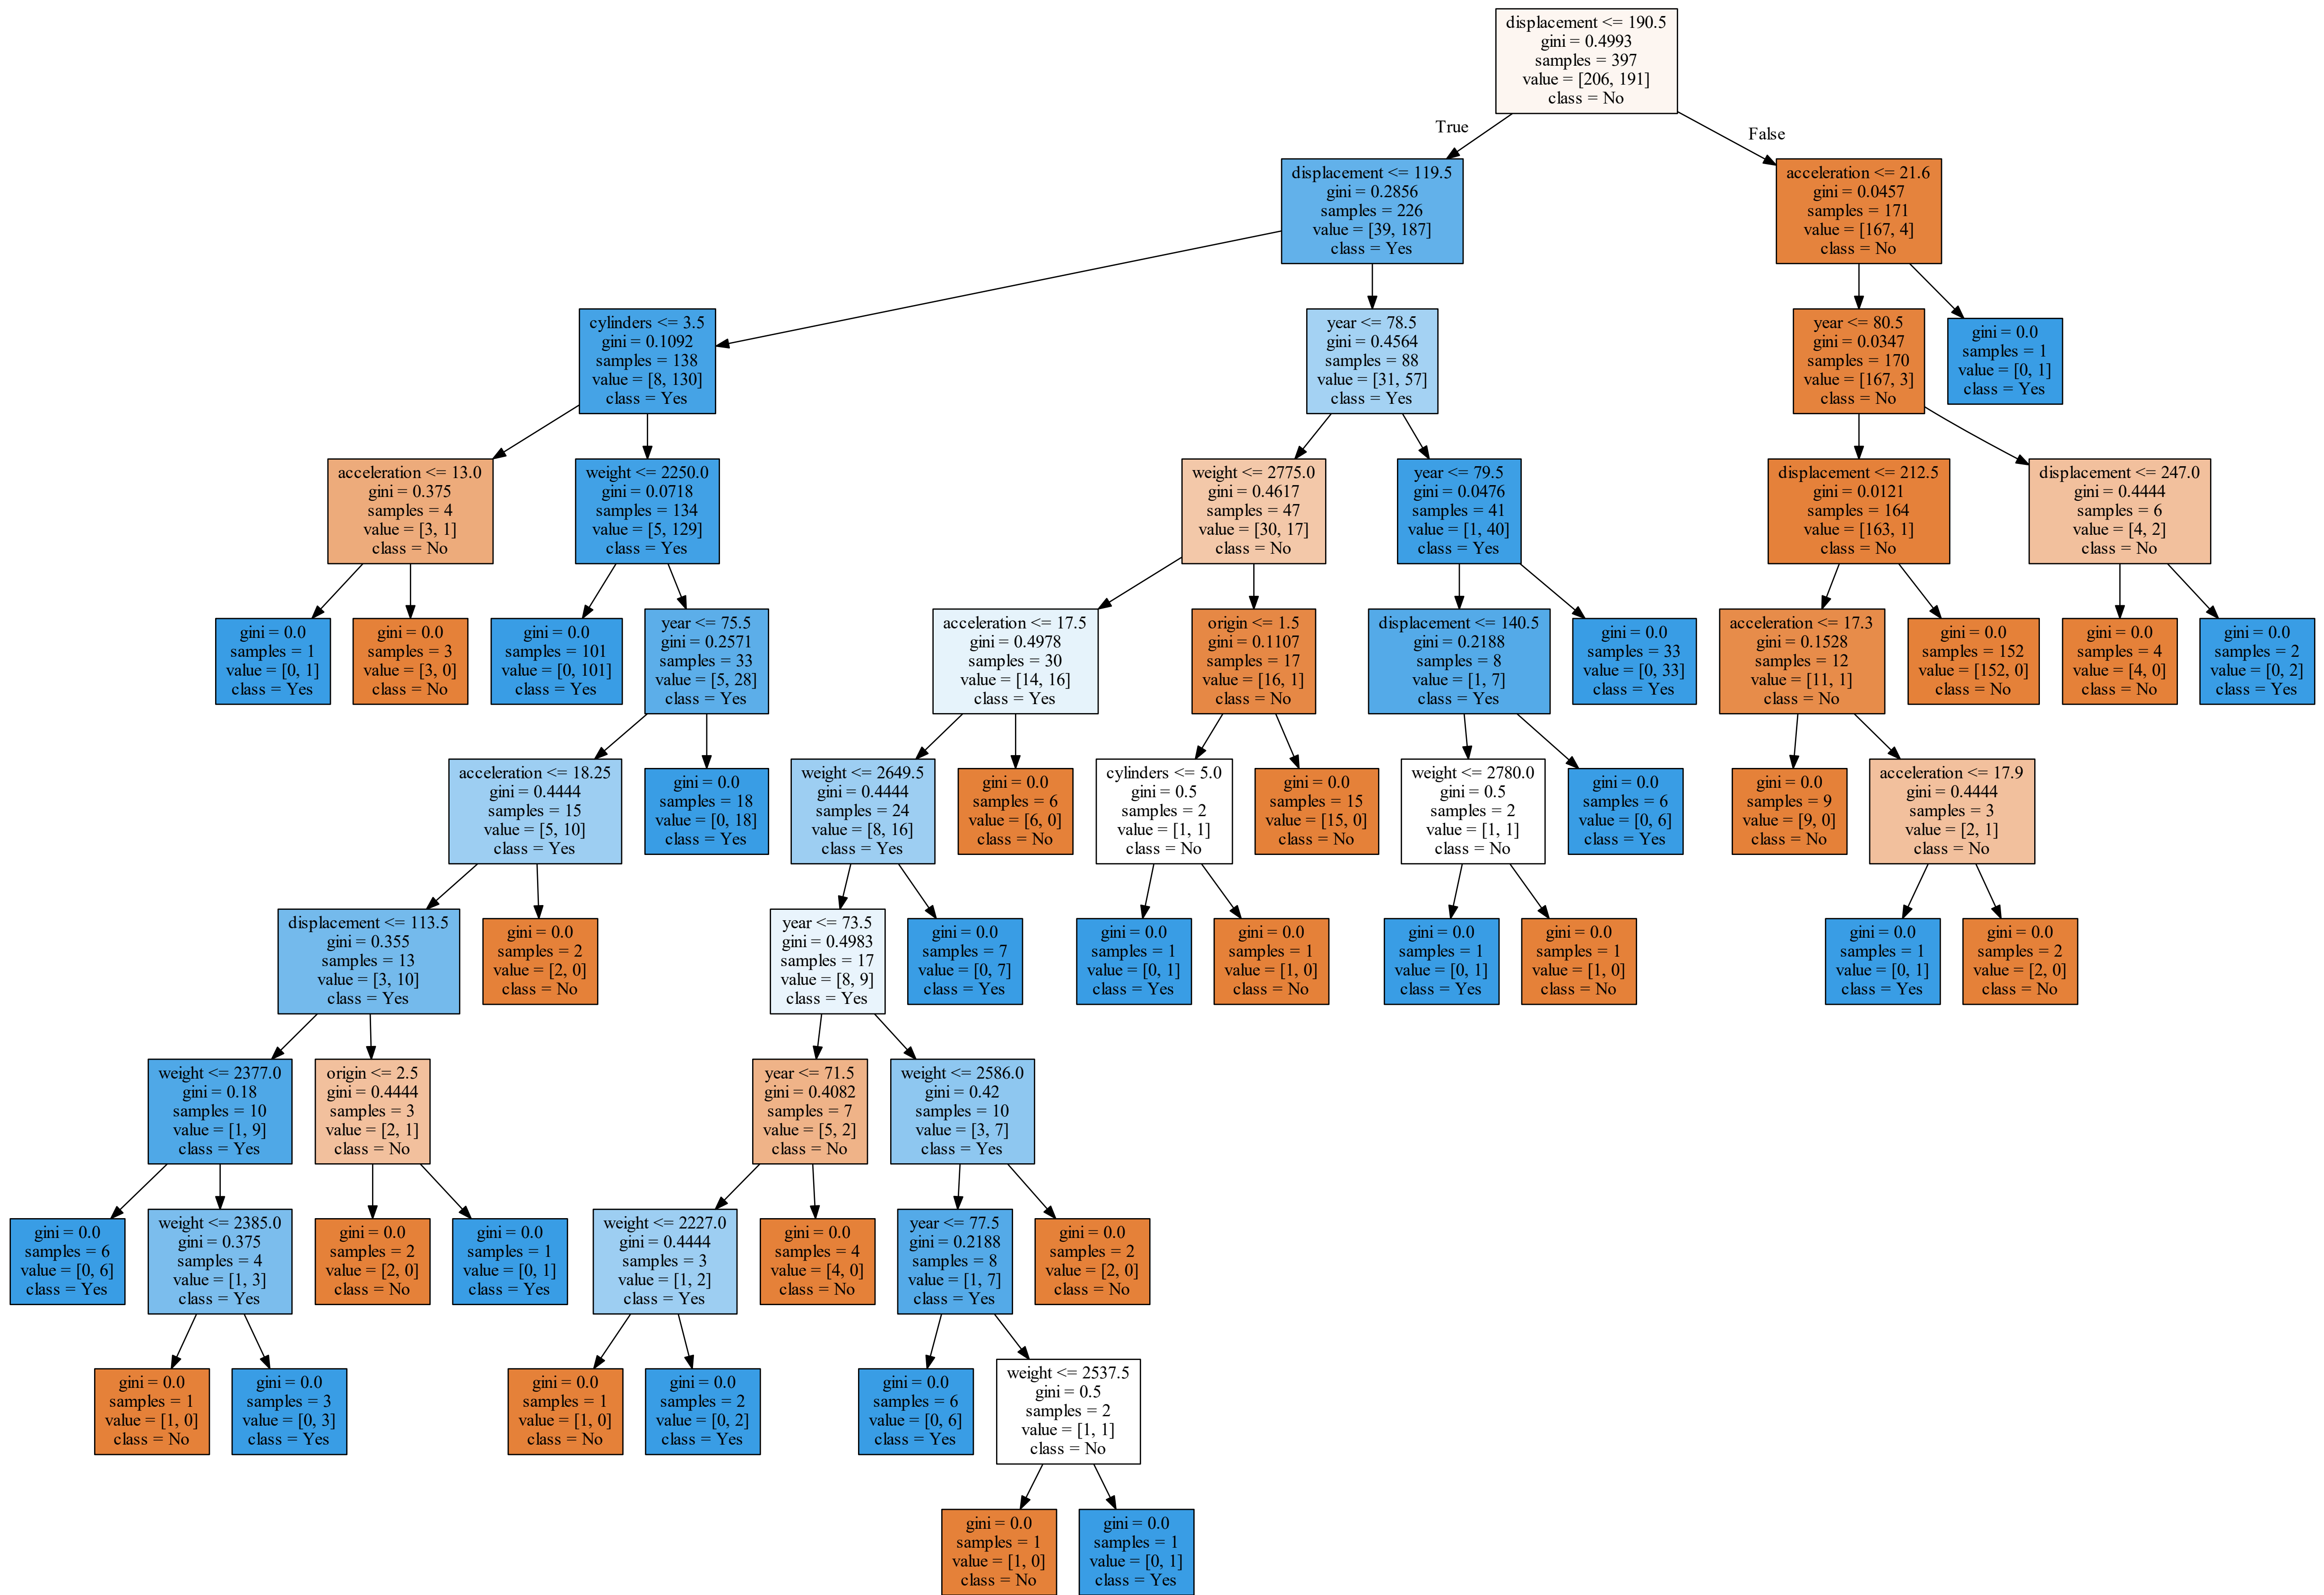 displacement <= 190.5
gini = 0.4993
samples = 397
value = [206, 191]
class = No
True
False
displacement <= 119.5
gini = 0.2856
samples = 226
value = [39, 187]
class = Yes
acceleration <= 21.6
gini = 0.0457
samples = 171
value = [167, 4]
class = No
cylinders <= 3.5
gini = 0.1092
samples = 138
value = [8, 130]
class = Yes
year <= 78.5
gini = 0.4564
samples = 88
value = [31, 57]
class = Yes
year <= 80.5
gini = 0.0347
samples = 170
value = [167, 3]
class = No
gini = 0.0
samples = 1
value = [0, 1]
class = Yes
acceleration <= 13.0
gini = 0.375
samples = 4
value = [3, 1]
class = No
weight <= 2250.0
gini = 0.0718
samples = 134
value = [5, 129]
class = Yes
weight <= 2775.0
gini = 0.4617
samples = 47
value = [30, 17]
class = No
year <= 79.5
gini = 0.0476
samples = 41
value = [1, 40]
class = Yes
displacement <= 212.5
gini = 0.0121
samples = 164
value = [163, 1]
class = No
displacement <= 247.0
gini = 0.4444
samples = 6
value = [4, 2]
class = No
gini = 0.0
samples = 1
value = [0, 1]
class = Yes
gini = 0.0
samples = 3
value = [3, 0]
class = No
gini = 0.0
samples = 101
value = [0, 101]
class = Yes
year <= 75.5
gini = 0.2571
samples = 33
value = [5, 28]
class = Yes
acceleration <= 17.5
gini = 0.4978
samples = 30
value = [14, 16]
class = Yes
origin <= 1.5
gini = 0.1107
samples = 17
value = [16, 1]
class = No
displacement <= 140.5
gini = 0.2188
samples = 8
value = [1, 7]
class = Yes
gini = 0.0
samples = 33
value = [0, 33]
class = Yes
acceleration <= 17.3
gini = 0.1528
samples = 12
value = [11, 1]
class = No
gini = 0.0
samples = 152
value = [152, 0]
class = No
gini = 0.0
samples = 4
value = [4, 0]
class = No
gini = 0.0
samples = 2
value = [0, 2]
class = Yes
acceleration <= 18.25
gini = 0.4444
samples = 15
value = [5, 10]
class = Yes
gini = 0.0
samples = 18
value = [0, 18]
class = Yes
weight <= 2649.5
gini = 0.4444
samples = 24
value = [8, 16]
class = Yes
gini = 0.0
samples = 6
value = [6, 0]
class = No
cylinders <= 5.0
gini = 0.5
samples = 2
value = [1, 1]
class = No
gini = 0.0
samples = 15
value = [15, 0]
class = No
weight <= 2780.0
gini = 0.5
samples = 2
value = [1, 1]
class = No
gini = 0.0
samples = 6
value = [0, 6]
class = Yes
gini = 0.0
samples = 9
value = [9, 0]
class = No
acceleration <= 17.9
gini = 0.4444
samples = 3
value = [2, 1]
class = No
displacement <= 113.5
gini = 0.355
samples = 13
value = [3, 10]
class = Yes
gini = 0.0
samples = 2
value = [2, 0]
class = No
year <= 73.5
gini = 0.4983
samples = 17
value = [8, 9]
class = Yes
gini = 0.0
samples = 7
value = [0, 7]
class = Yes
gini = 0.0
samples = 1
value = [0, 1]
class = Yes
gini = 0.0
samples = 1
value = [1, 0]
class = No
gini = 0.0
samples = 1
value = [0, 1]
class = Yes
gini = 0.0
samples = 1
value = [1, 0]
class = No
gini = 0.0
samples = 1
value = [0, 1]
class = Yes
gini = 0.0
samples = 2
value = [2, 0]
class = No
weight <= 2377.0
gini = 0.18
samples = 10
value = [1, 9]
class = Yes
origin <= 2.5
gini = 0.4444
samples = 3
value = [2, 1]
class = No
year <= 71.5
gini = 0.4082
samples = 7
value = [5, 2]
class = No
weight <= 2586.0
gini = 0.42
samples = 10
value = [3, 7]
class = Yes
gini = 0.0
samples = 6
value = [0, 6]
class = Yes
weight <= 2385.0
gini = 0.375
samples = 4
value = [1, 3]
class = Yes
gini = 0.0
samples = 2
value = [2, 0]
class = No
gini = 0.0
samples = 1
value = [0, 1]
class = Yes
weight <= 2227.0
gini = 0.4444
samples = 3
value = [1, 2]
class = Yes
gini = 0.0
samples = 4
value = [4, 0]
class = No
year <= 77.5
gini = 0.2188
samples = 8
value = [1, 7]
class = Yes
gini = 0.0
samples = 2
value = [2, 0]
class = No
gini = 0.0
samples = 1
value = [1, 0]
class = No
gini = 0.0
samples = 3
value = [0, 3]
class = Yes
gini = 0.0
samples = 1
value = [1, 0]
class = No
gini = 0.0
samples = 2
value = [0, 2]
class = Yes
gini = 0.0
samples = 6
value = [0, 6]
class = Yes
weight <= 2537.5
gini = 0.5
samples = 2
value = [1, 1]
class = No
gini = 0.0
samples = 1
value = [1, 0]
class = No
gini = 0.0
samples = 1
value = [0, 1]
class = Yes